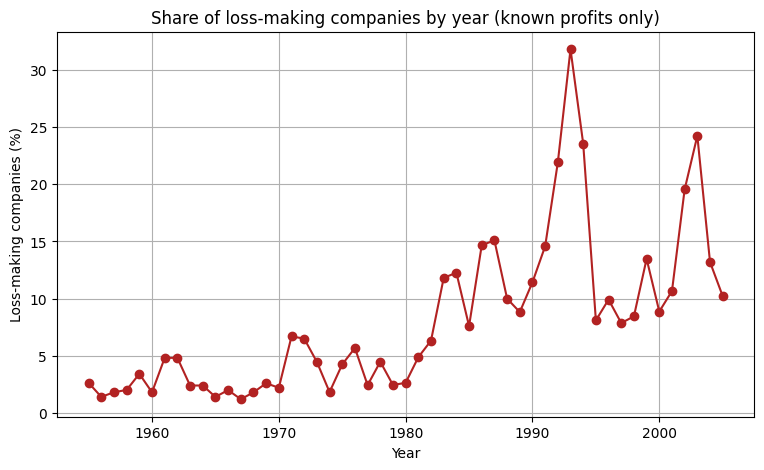 Share of loss-making companies by year (known profits only)
Loss-making companies (%)
30
25
20
15
10
5
0
1960 1970 1980 1990 2000
Year